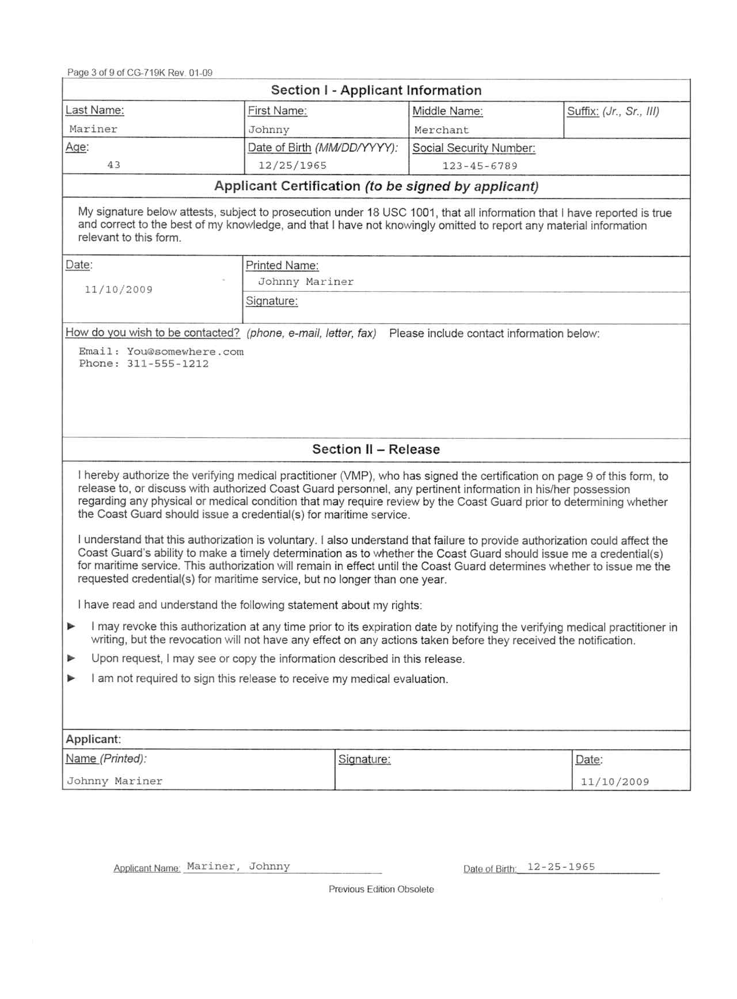 Page 3 of 9 of CG-719K Rev. 01-09
Section I - Applicant Information
Last Name: First Name: Middle Name: Suffix: (Jr., Sr., III)
Mariner Johnny Merchant
Age: Date of Birth (MM/DD/YYYY): Social Security Number:
43 12/25/1965 123-45-6789
Applicant Certification (to be signed by applicant)
My signature below attests, subject to prosecution under 18 USC 1001, that all information that I have reported is true
and correct to the best of my knowledge, and that I have not knowingly omitted to report any material information
relevant to this form.
Date: Printed Name:
Johnny Mariner
11/10/2009
Signature:
How do you wish to be contacted? (phone, e-mail, letter, fax) Please include contact information below:
Email: You@somewhere.com
Phone: 311-555-1212
Section II – Release
I hereby authorize the verifying medical practitioner (VMP), who has signed the certification on page 9 of this form, to
release to, or discuss with authorized Coast Guard personnel, any pertinent information in his/her possession
regarding any physical or medical condition that may require review by the Coast Guard prior to determining whether
the Coast Guard should issue a credential(s) for maritime service.
I understand that this authorization is voluntary. I also understand that failure to provide authorization could affect the
Coast Guard's ability to make a timely determination as to whether the Coast Guard should issue me a credential(s)
for maritime service. This authorization will remain in effect until the Coast Guard determines whether to issue me the
requested credential(s) for maritime service, but no longer than one year.
I have read and understand the following statement about my rights:
► I may revoke this authorization at any time prior to its expiration date by notifying the verifying medical practitioner in
writing, but the revocation will not have any effect on any actions taken before they received the notification.
► Upon request, I may see or copy the information described in this release.
► I am not required to sign this release to receive my medical evaluation.
Applicant:
Name (Printed): Signature: Date:
Johnny Mariner 11/10/2009
Applicant Name: Mariner, Johnny Date of Birth: 12-25-1965
Previous Edition Obsolete